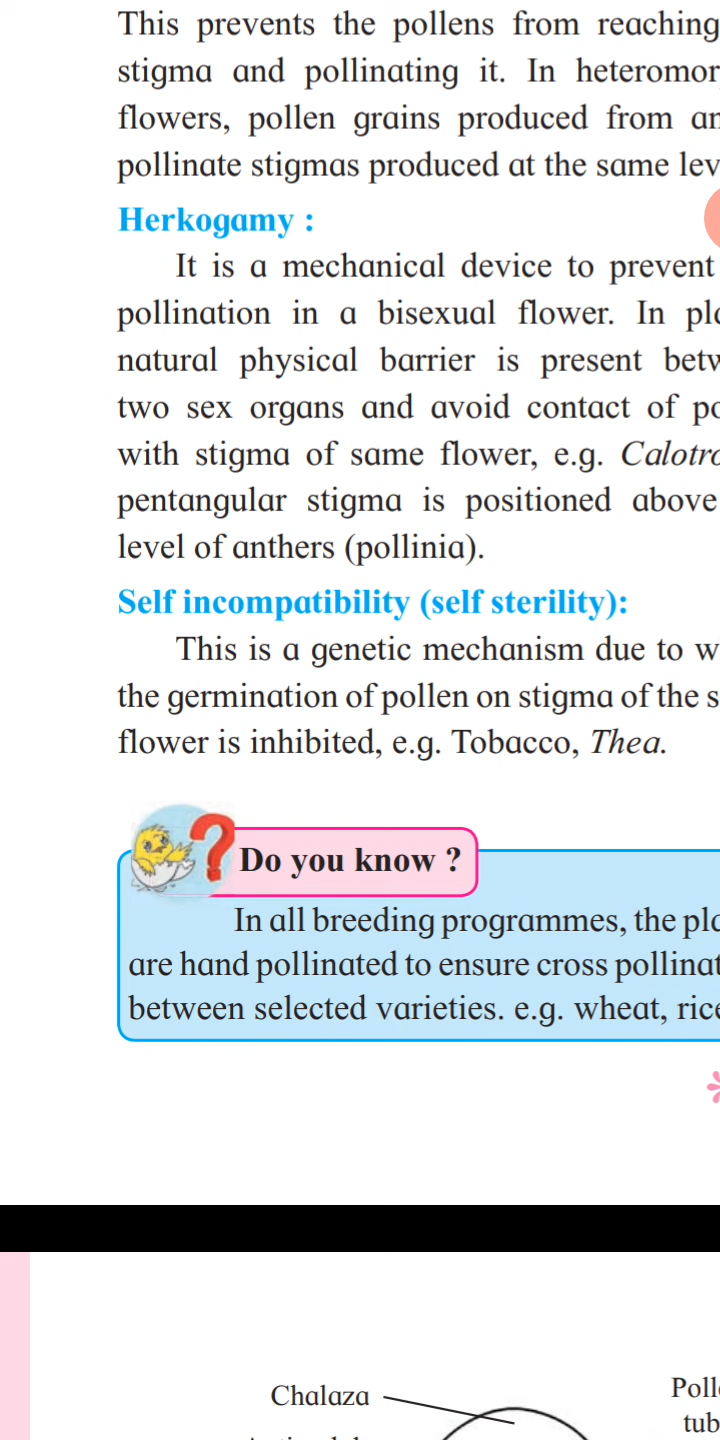 This prevents the pollens from reaching
stigma and pollinating it. In heteromor
flowers, pollen grains produced from an
pollinate stigmas produced at the same lev
Herkogamy :
It is a mechanical device to prevent
pollination in a bisexual flower. In pla
natural physical barrier is present betw
two sex organs and avoid contact of po
with stigma of same flower, e.g. Calotro
pentangular stigma is positioned above
level of anthers (pollinia).
Self incompatibility (self sterility):
This is a genetic mechanism due to w
the germination of pollen on stigma of the s
flower is inhibited, e.g. Tobacco, Thea.
?
Do you know ?
In all breeding programmes, the pla
are hand pollinated to ensure cross pollinat
between selected varieties. e.g. wheat, rice
Chalaza
Poll
tub